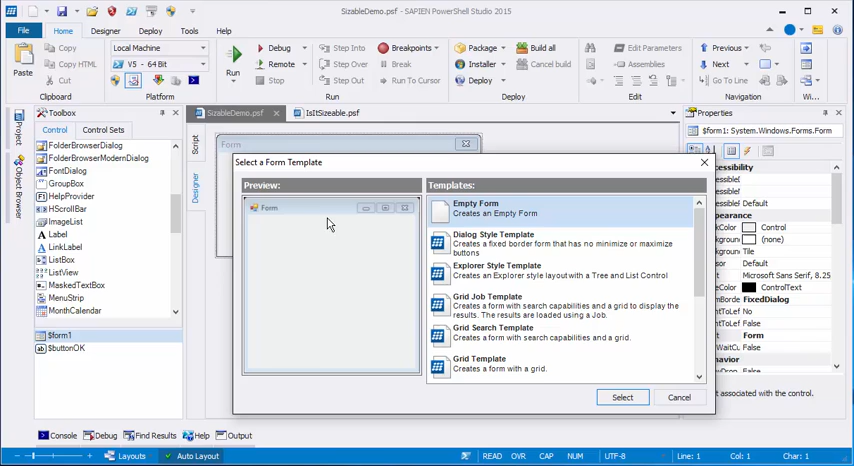 SizableDemo.psf - SAPIEN PowerShell Studio 2015
File
Home
Designer
Deploy
Tools
Help
Paste
Copy
Copy HTML
Cut
Clipboard
Local Machine
V5 - 64 Bit
Platform
Run
Debug
Remote
Stop
Step Into
Step Over
Step Out
Run
Breakpoints
Break
Run To Cursor
Package
Installer
Deploy
Build all
Cancel build
Deploy
Edit Parameters
Assemblies
Edit
Previous
Next
Go To Line
Navigation
Windows
Toolbox
SizableDemo.psf
IsItSizeable.psf
Properties
Project
Object Browser
Control
Control Sets
FolderBrowserDialog
FolderBrowserModernDialog
FontDialog
GroupBox
HelpProvider
HScrollBar
ImageList
Label
LinkLabel
ListBox
ListView
MaskedTextBox
MenuStrip
MonthCalendar
$form1
$buttonOK
Script
Designer
Form
Select a Form Template
Preview:
Form
Templates:
Empty Form
Creates an Empty Form
Dialog Style Template
Creates a fixed border form that has no minimize or maximize
buttons
Explorer Style Template
Creates an Explorer style layout with a Tree and List Control
Grid Job Template
Creates a form with search capabilities and a grid to display the
results. The results are loaded using a Job.
Grid Search Template
Creates a form with search capabilities and a grid.
Grid Template
Creates a form with a grid.
Select
Cancel
$form1: System.Windows.Forms.Form
Default
Control
(none)
Tile
Microsoft Sans Serif, 8.25
ControlText
FixedDialog
No
False
Form
False
t associated with the control.
Console
Debug
Find Results
Help
Output
Layouts
Auto Layout
READ
OVR
CAP
NUM
UTF-8
Line: 1
Col: 1
Char: 1